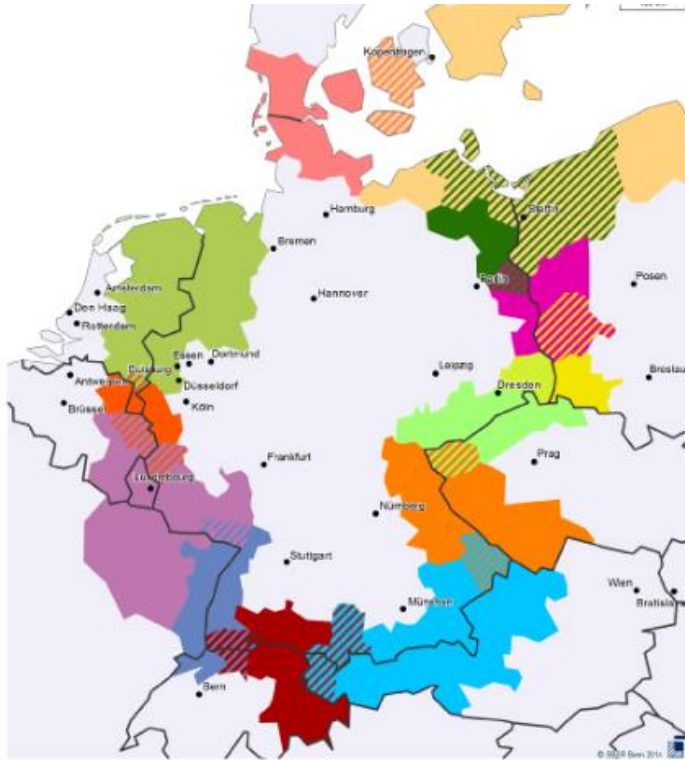 Kopenhagen
Hamburg
Stettin
Bremen
Berlin
Posen
Amsterdam
Hannover
Den Haag
Rotterdam
Essen
Dortmund
Duisburg
Leipzig
Antwerpen
Düsseldorf
Breslau
Dresden
Brüssel
Köln
Prag
Frankfurt
Luxembourg
Nürnberg
Stuttgart
Wien
München
Bratislava
Bern
© BBSR Bonn 2014